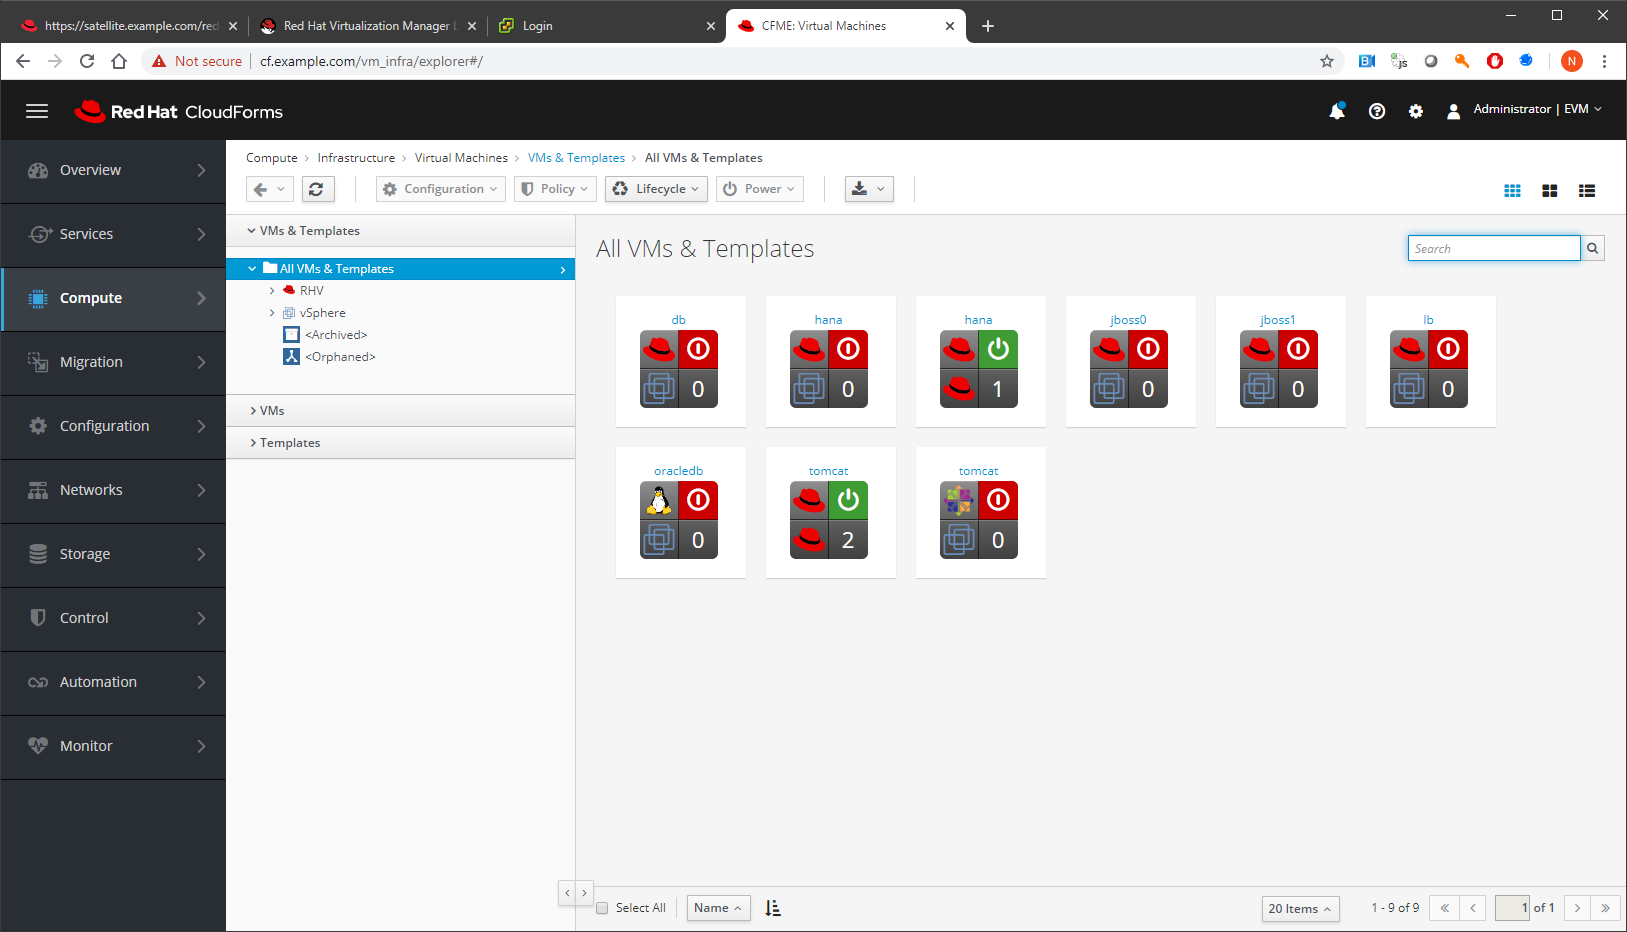 https://satellite.example.com/red
Red Hat Virtualization Manager L
Login
CFME: Virtual Machines
Not secure
cf.example.com/vm_infra/explorer#/
B
js
N
Red Hat CloudForms
Administrator | EVM
Overview
Services
Compute
Migration
Configuration
Networks
Storage
Control
Automation
Monitor
Compute > Infrastructure > Virtual Machines > VMs & Templates > All VMs & Templates
Configuration
Policy
Lifecycle
Power
VMs & Templates
All VMs & Templates
RHV
vSphere
<Archived>
<Orphaned>
VMs
Templates
All VMs & Templates
Search
db
0
hana
0
hana
1
jboss0
0
jboss1
0
lb
0
oracledb
0
tomcat
2
tomcat
0
Select All
Name
20 Items
1 - 9 of 9
1 of 1